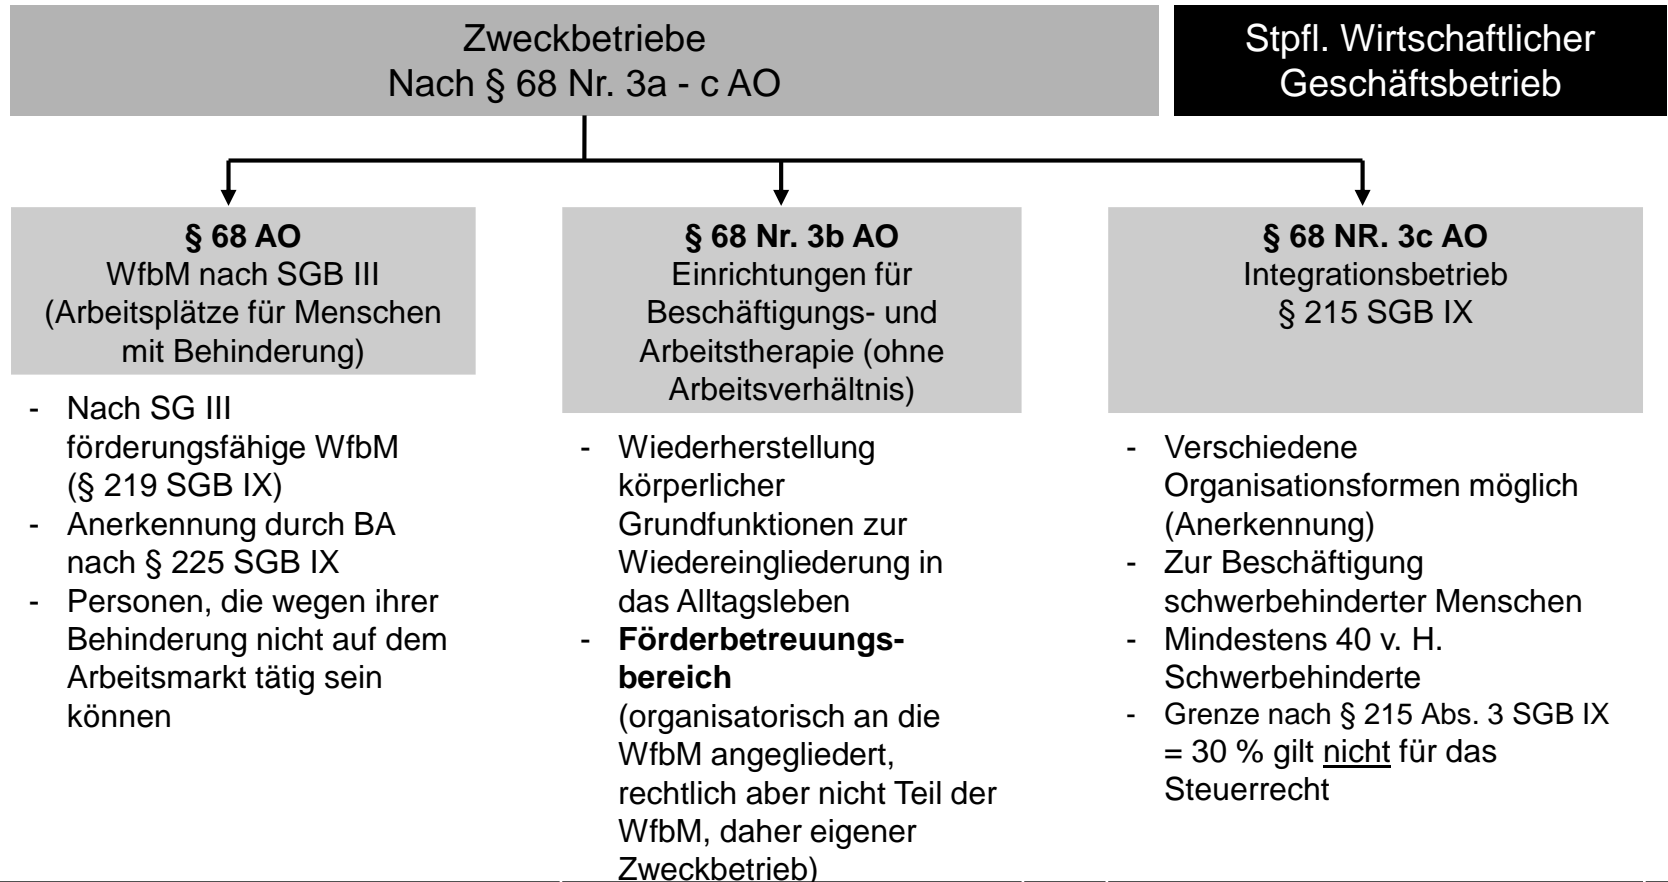 Zweckbetriebe
Nach § 68 Nr. 3a - c AO
Stpfl. Wirtschaftlicher
Geschäftsbetrieb
§ 68 AO
WfbM nach SGB III
(Arbeitsplätze für Menschen
mit Behinderung)
- Nach SG III
förderungsfähige WfbM
(§ 219 SGB IX)
- Anerkennung durch BA
nach § 225 SGB IX
- Personen, die wegen ihrer
Behinderung nicht auf dem
Arbeitsmarkt tätig sein
können
§ 68 Nr. 3b AO
Einrichtungen für
Beschäftigungs- und
Arbeitstherapie (ohne
Arbeitsverhältnis)
- Wiederherstellung
körperlicher
Grundfunktionen zur
Wiedereingliederung in
das Alltagsleben
- Förderbetreuungs-
bereich
(organisatorisch an die
WfbM angegliedert,
rechtlich aber nicht Teil der
WfbM, daher eigener
Zweckbetrieb)
§ 68 NR. 3c AO
Integrationsbetrieb
§ 215 SGB IX
- Verschiedene
Organisationsformen möglich
(Anerkennung)
- Zur Beschäftigung
schwerbehinderter Menschen
- Mindestens 40 v. H.
Schwerbehinderte
- Grenze nach § 215 Abs. 3 SGB IX
= 30 % gilt nicht für das
Steuerrecht